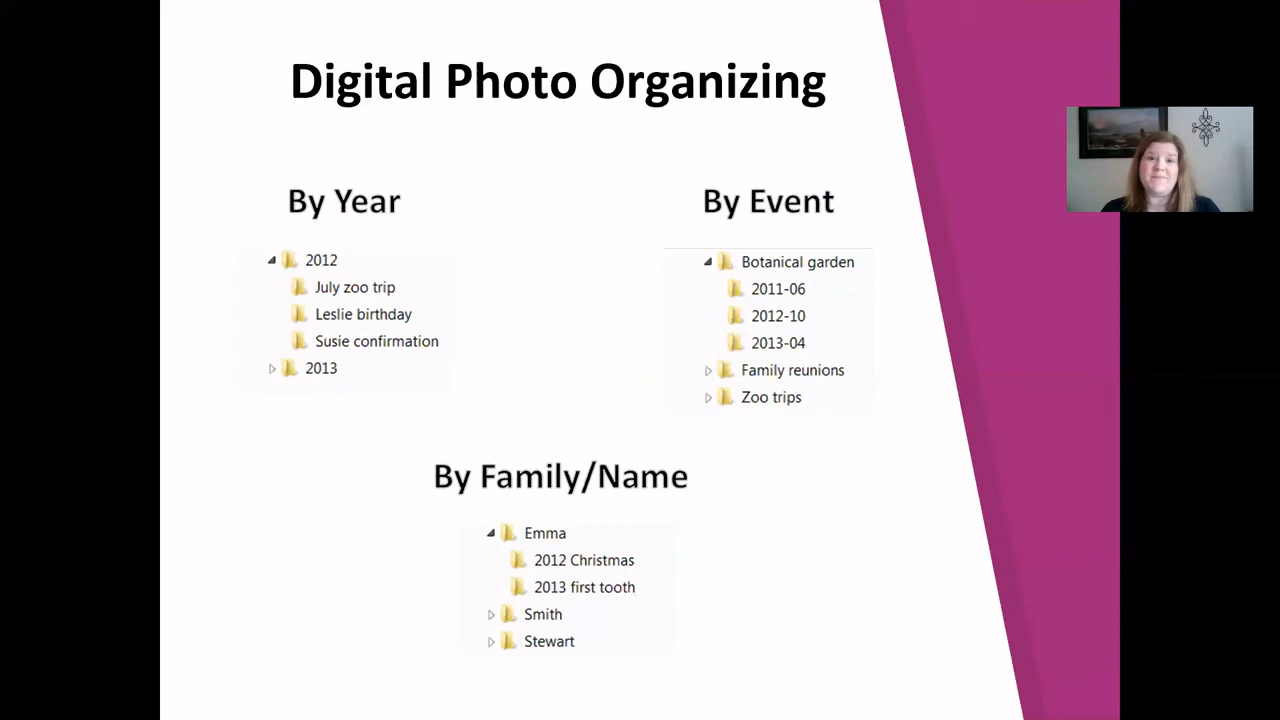 Digital Photo Organizing
By Year
2012
July zoo trip
Leslie birthday
Susie confirmation
2013
By Event
Botanical garden
2011-06
2012-10
2013-04
Family reunions
Zoo trips
By Family/Name
Emma
2012 Christmas
2013 first tooth
Smith
Stewart